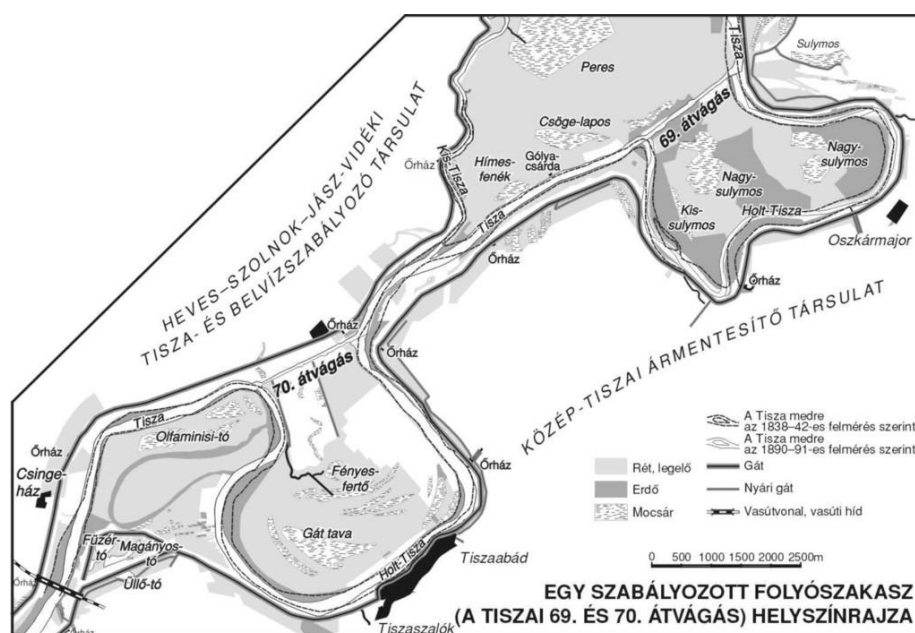 Tisza
Sulymos
Peres
69. átvágás
Csöge-lapos
Kis-Tisza
Őrház
Hímes-
fenék
Gólya-
csárda
Nagy-
sulymos
Nagy-
sulymos
Tisza
Kis-
sulymos
Holt-Tisza
Oszkármajor
Őrház
Őrház
HEVES–SZOLNOK–JÁSZ-VIDÉKI
TISZA- ÉS BELVÍZSZABÁLYOZÓ TÁRSULAT
KÖZÉP-TISZAI ÁRMENTESÍTŐ TÁRSULAT
Őrház
Őrház
70. átvágás
Tisza
Olfaminisi-tó
Őrház
Csinge-
ház
Fényes-
fertő
Őrház
Gát tava
Füzér-
tó
Magányos-
tó
Üllő-tó
Holt-Tisza
Tiszaabád
Őrház
Őrház
Tiszaszalók
Rét, legelő
Erdő
Mocsár
A Tisza medre
az 1838–42-es felmérés szerint
A Tisza medre
az 1890–91-es felmérés szerint
Gát
Nyári gát
Vasútvonal, vasúti híd
0 500 1000 1500 2000 2500m
EGY SZABÁLYOZOTT FOLYÓSZAKASZ
(A TISZAI 69. ÉS 70. ÁTVÁGÁS) HELYSZÍNRAJZA